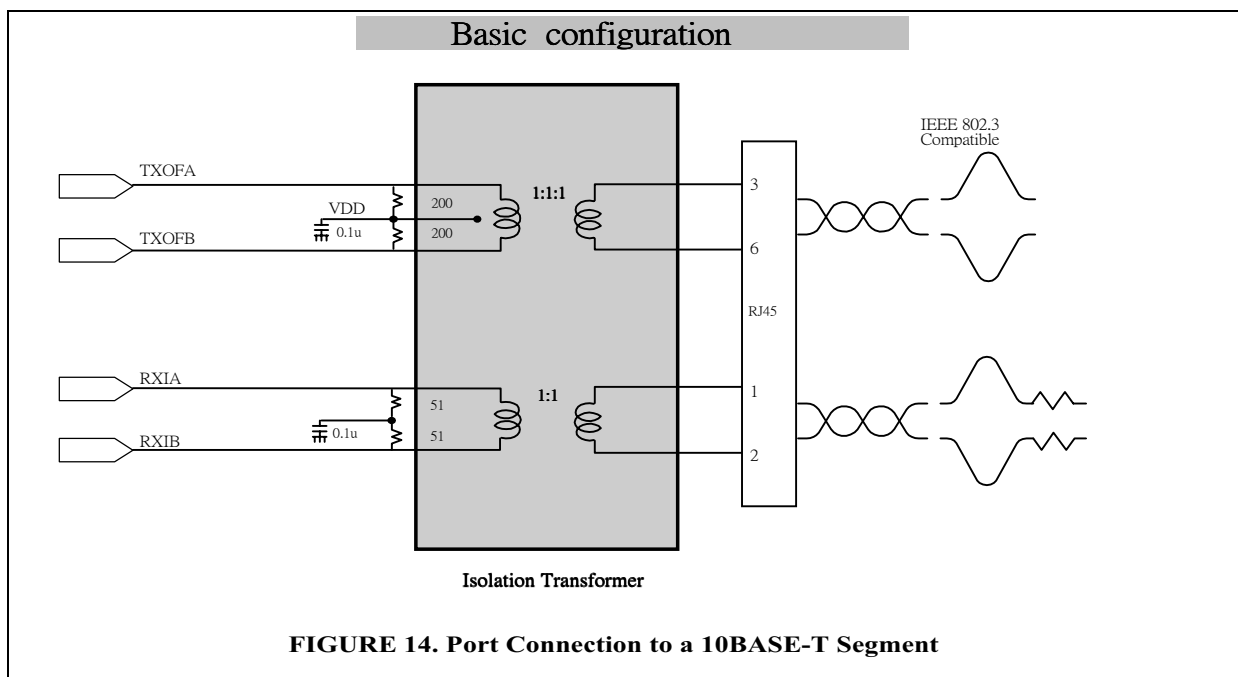 Basic configuration
IEEE 802.3
Compatible
TXOFA
1:1:1
3
VDD
200
0.1u
200
TXOFB
6
RJ45
RXIA
1:1
1
51
0.1u
51
RXIB
2
Isolation Transformer
FIGURE 14. Port Connection to a 10BASE-T Segment